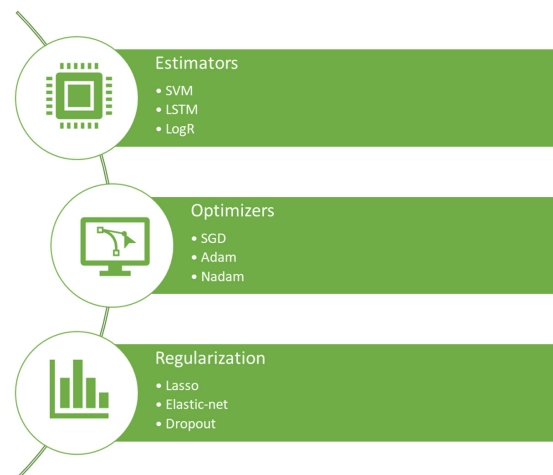 Estimators
• SVM
• LSTM
• LogR
Optimizers
• SGD
• Adam
• Nadam
Regularization
• Lasso
• Elastic-net
• Dropout